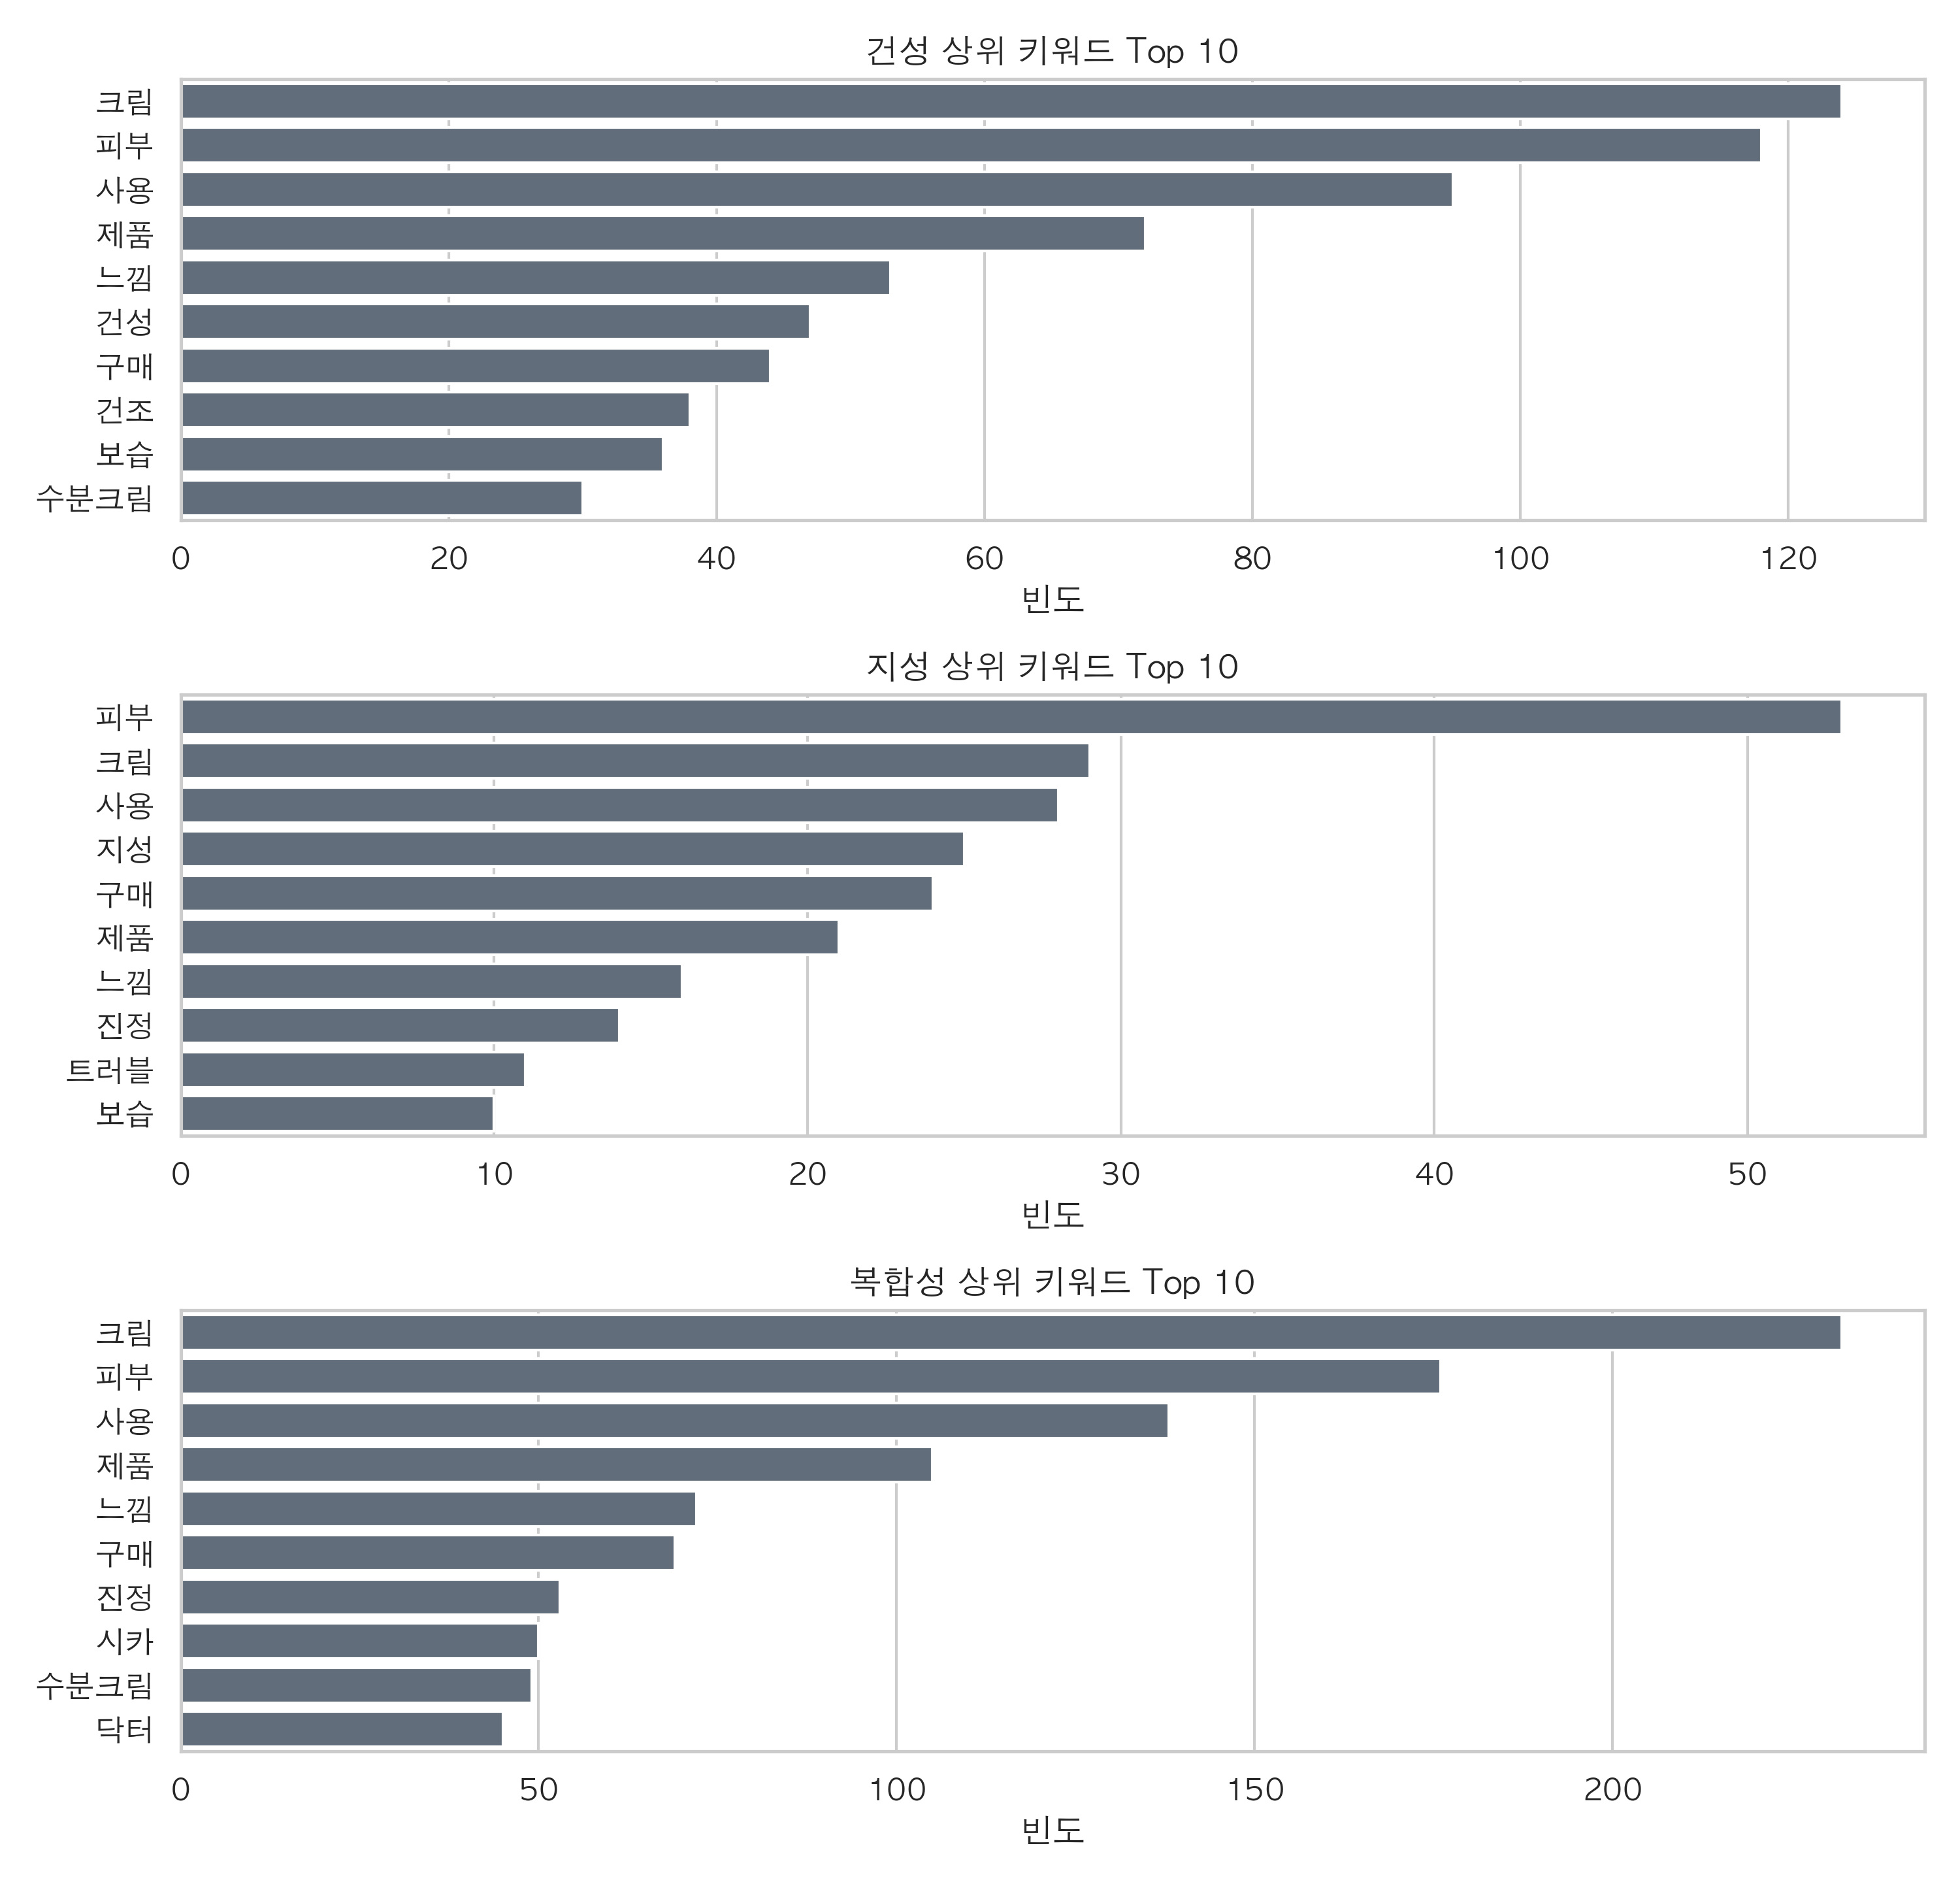 건성 상위 키워드 Top 10
크림
피부
사용
제품
느낌
건성
구매
건조
보습
수분크림
0 20 40 60 80 100 120
빈도
지성 상위 키워드 Top 10
피부
크림
사용
지성
구매
제품
느낌
진정
트러블
보습
0 10 20 30 40 50
빈도
복합성 상위 키워드 Top 10
크림
피부
사용
제품
느낌
구매
진정
시카
수분크림
닥터
0 50 100 150 200
빈도